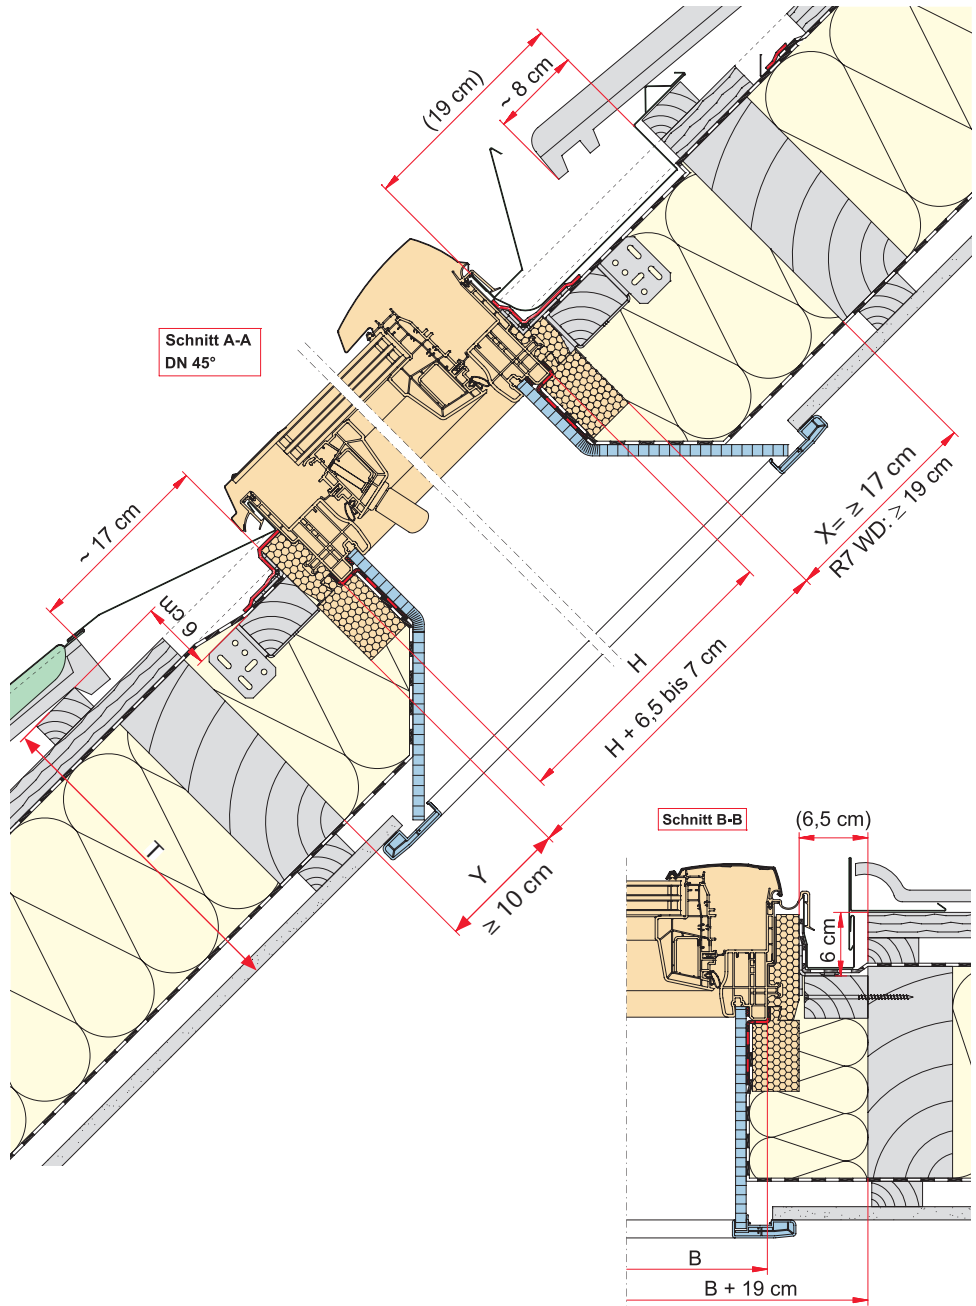 (19 cm)
~ 8 cm
Schnitt A-A
DN 45°
~ 17 cm
6 cm
X= ≥ 17 cm
R7 WD: ≥ 19 cm
H
H + 6,5 bis 7 cm
T
Y
≥ 10 cm
Schnitt B-B
(6,5 cm)
6 cm
B
B + 19 cm